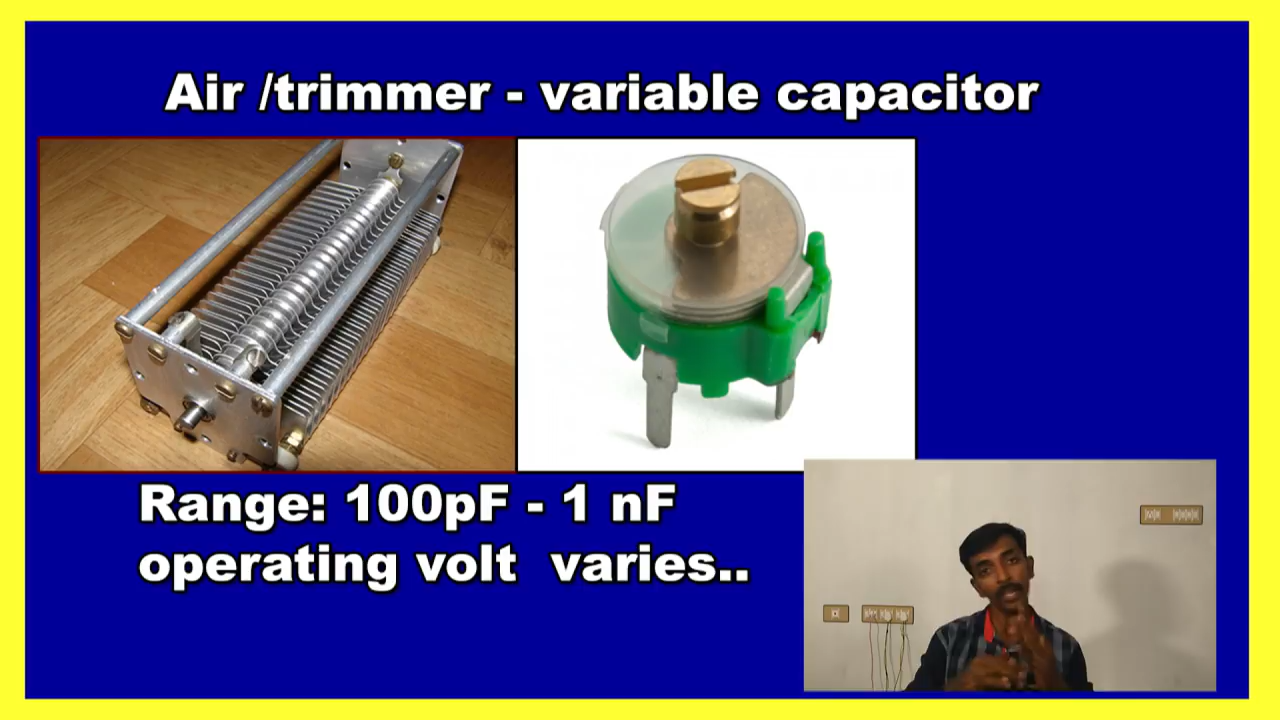 Air /trimmer - variable capacitor
Range: 100pF - 1 nF
operating volt  varies..